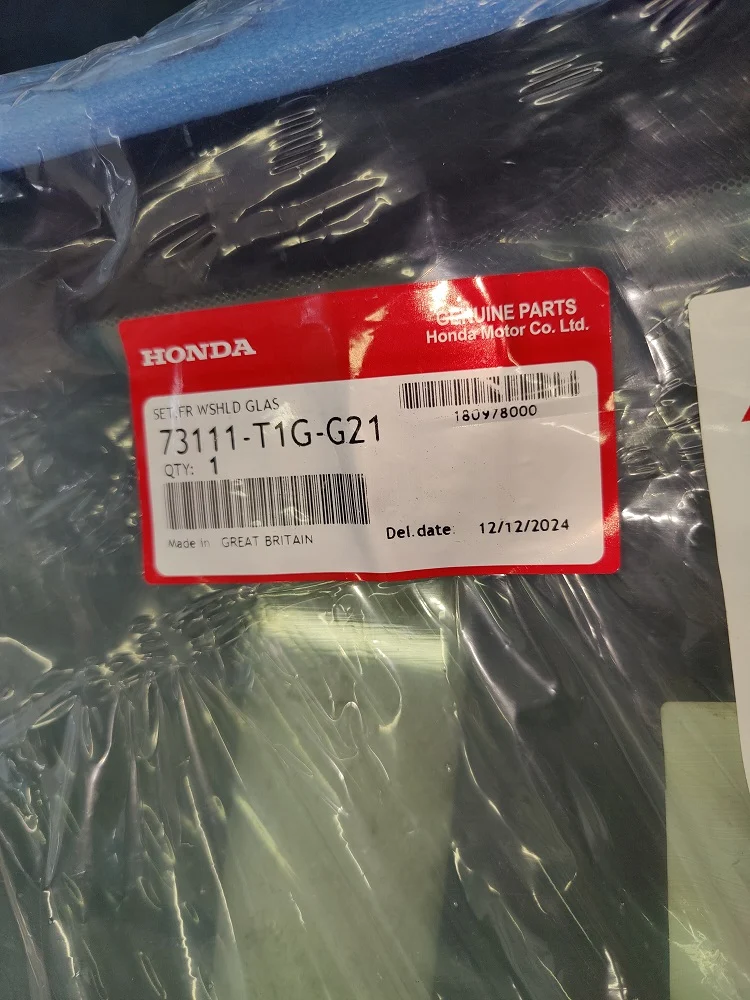 HONDA
GENUINE PARTS
Honda Motor Co. Ltd.
SET,FR WSHLD GLAS
73111-T1G-G21
QTY: 1
180978000
Made in GREAT BRITAIN
Del.date: 12/12/2024